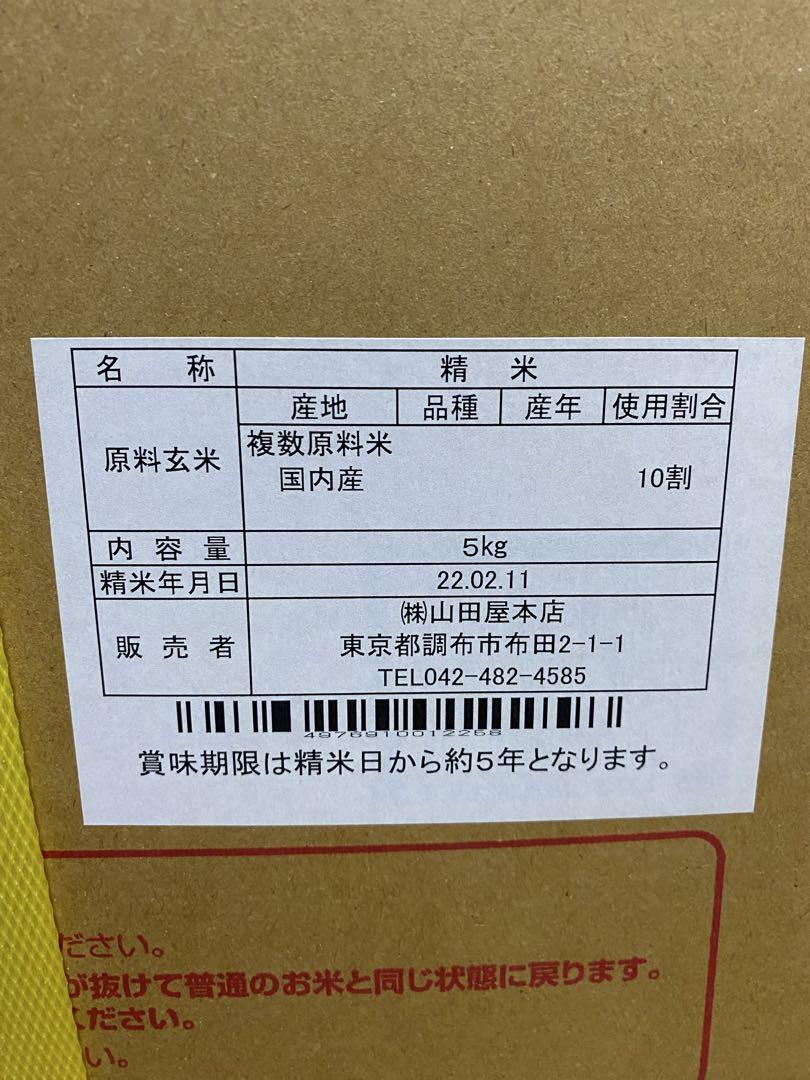 名 称 精 米
原料玄米 産地 品種 産年 使用割合
複数原料米
国内産 10割
内 容 量 5kg
精米年月日 22.02.11
販 売 者 ㈱山田屋本店
東京都調布市布田2-1-1
TEL042-482-4585
4976910012258
賞味期限は精米日から約5年となります。
ださい。
が抜けて普通のお米と同じ状態に戻ります。
ください。
い。